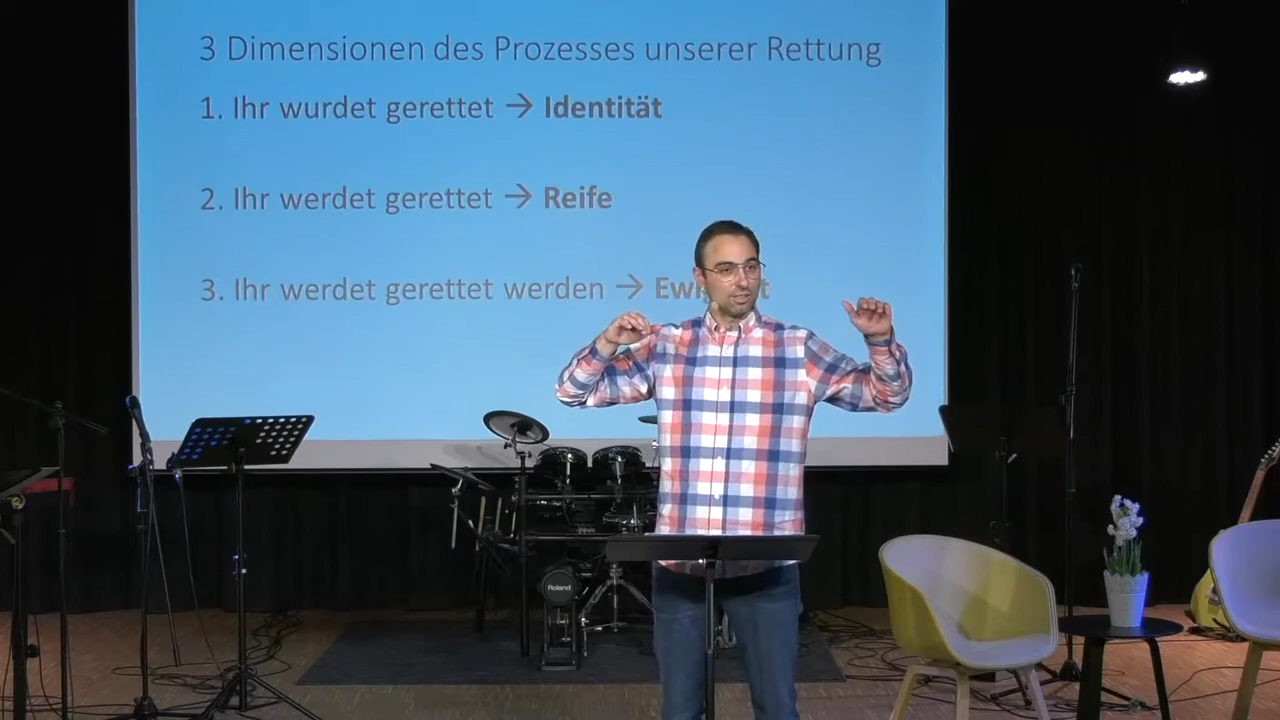 3 Dimensionen des Prozesses unserer Rettung
1. Ihr wurdet gerettet → Identität
2. Ihr werdet gerettet → Reife
3. Ihr werdet gerettet werden →
Roland